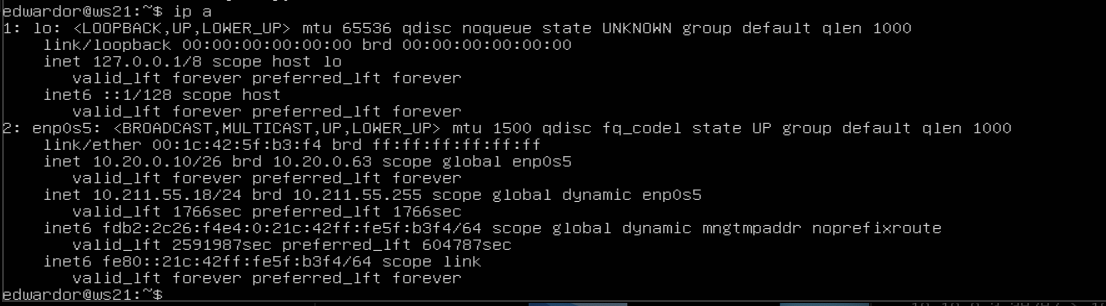 edwardor@ws21:~$ ip a
1: lo: <LOOPBACK,UP,LOWER_UP> mtu 65536 qdisc noqueue state UNKNOWN group default qlen 1000
    link/loopback 00:00:00:00:00:00 brd 00:00:00:00:00:00
    inet 127.0.0.1/8 scope host lo
       valid_lft forever preferred_lft forever
    inet6 ::1/128 scope host
       valid_lft forever preferred_lft forever
2: enp0s5: <BROADCAST,MULTICAST,UP,LOWER_UP> mtu 1500 qdisc fq_codel state UP group default qlen 1000
    link/ether 00:1c:42:5f:b3:f4 brd ff:ff:ff:ff:ff:ff
    inet 10.20.0.10/26 brd 10.20.0.63 scope global enp0s5
       valid_lft forever preferred_lft forever
    inet 10.211.55.18/24 brd 10.211.55.255 scope global dynamic enp0s5
       valid_lft 1766sec preferred_lft 1766sec
    inet6 fdb2:2c26:f4e4:0:21c:42ff:fe5f:b3f4/64 scope global dynamic mngtmpaddr noprefixroute
       valid_lft 2591987sec preferred_lft 604787sec
    inet6 fe80::21c:42ff:fe5f:b3f4/64 scope link
       valid_lft forever preferred_lft forever
edwardor@ws21:~$